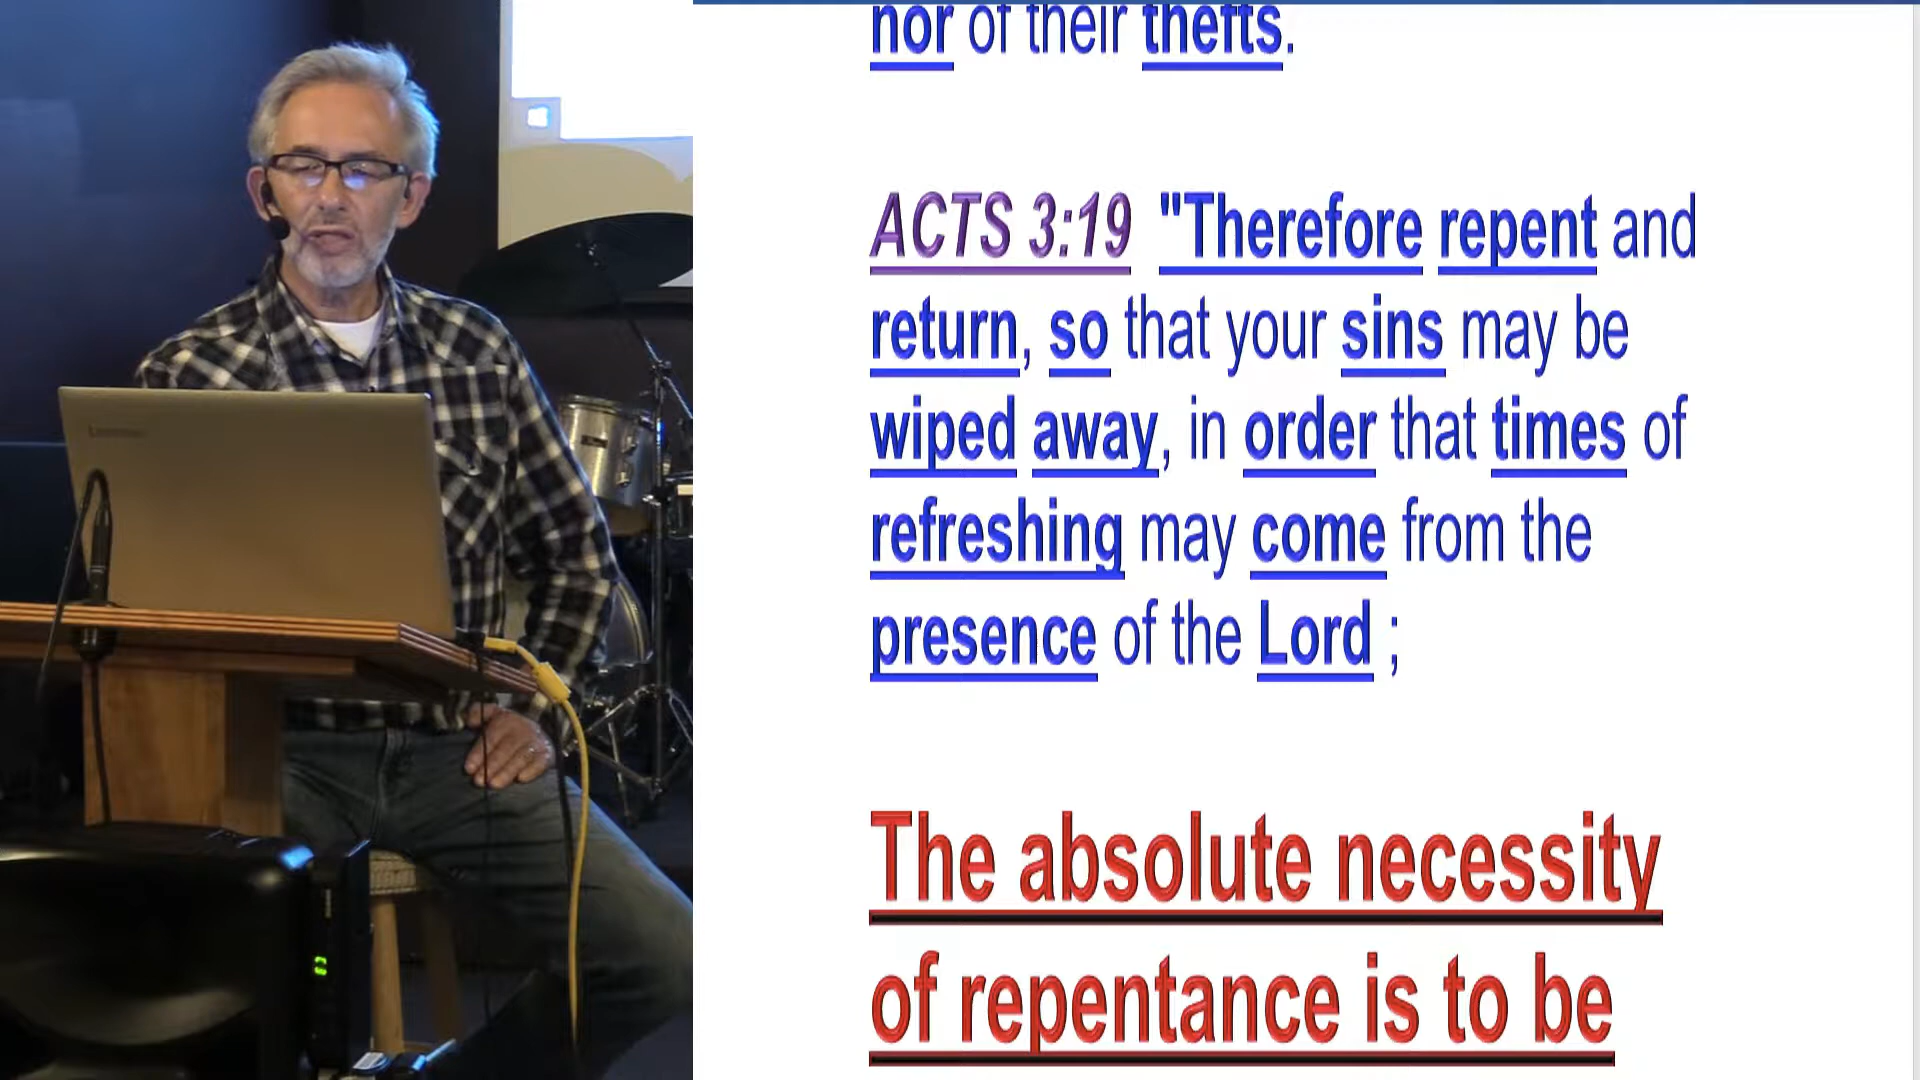 nor of their thefts.
ACTS 3:19 "Therefore repent and
return, so that your sins may be
wiped away, in order that times of
refreshing may come from the
presence of the Lord ;
The absolute necessity
of repentance is to be